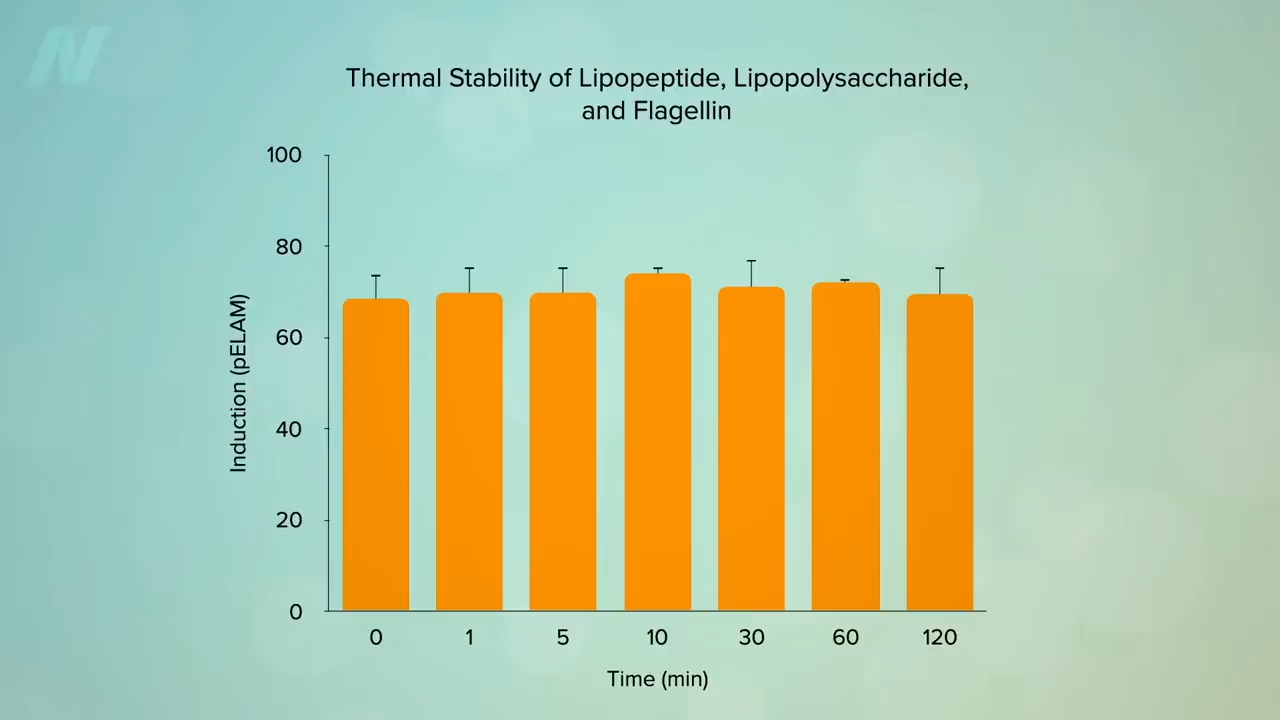 Thermal Stability of Lipopeptide, Lipopolysaccharide,
and Flagellin
100
80
60
40
20
0
Induction (pELAM)
0 1 5 10 30 60 120
Time (min)